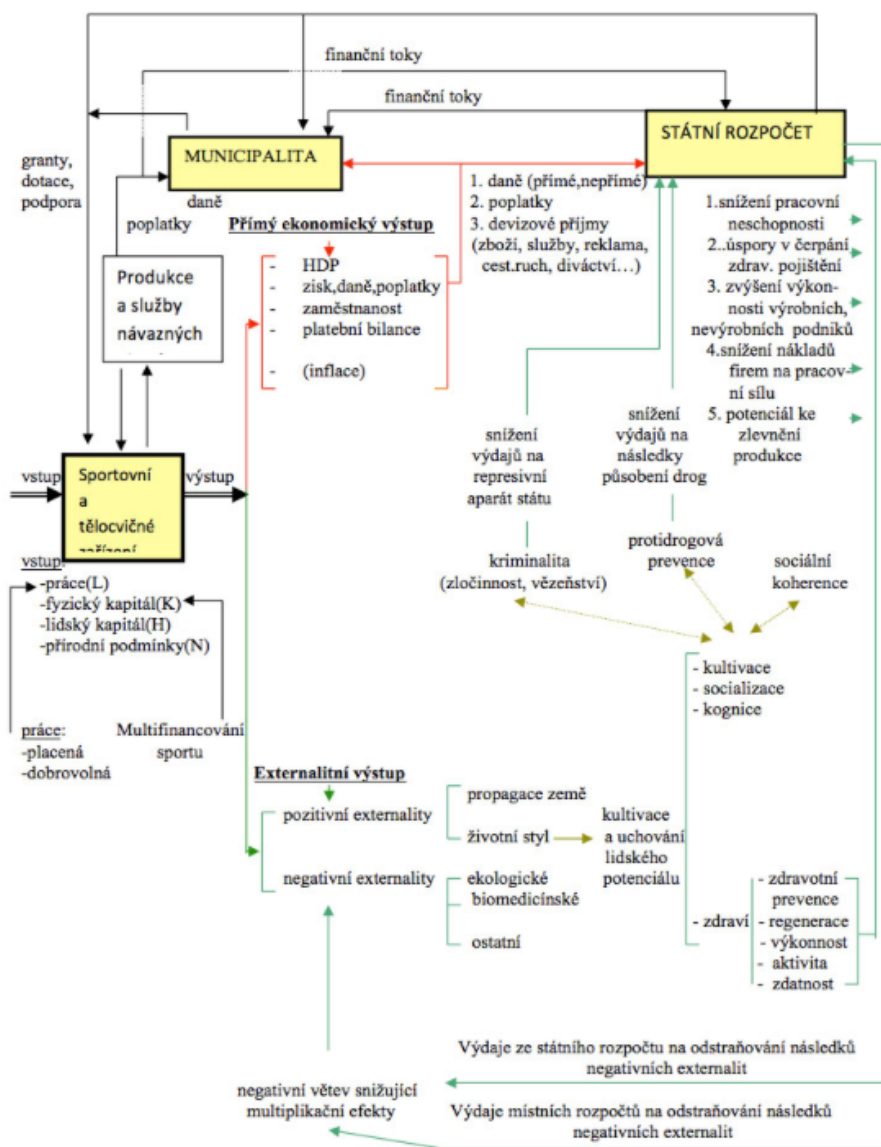 finanční toky
finanční toky
STÁTNÍ ROZPOČET
MUNICIPALITA
granty,
dotace,
podpora
daně
poplatky
Přímý ekonomický výstup
- HDP
- zisk,daně,poplatky
- zaměstnanost
- platební bilance
- (inflace)
1. daně (přímé,nepřímé)
2. poplatky
3. devizové příjmy
(zboží, služby, reklama,
cest.ruch, diváctví…)
1.snížení pracovní
neschopnosti
2..úspory v čerpání
zdrav. pojištění
3. zvýšení výkon-
nosti výrobních,
nevýrobních podniků
4.snížení nákladů
firem na pracov-
ní sílu
5. potenciál ke
zlevnění
produkce
Produkce
a služby
návazných
snížení
výdajů na
represivní
aparát státu
snížení
výdajů na
následky
působení drog
vstup
Sportovní
a
tělocvičné
zařízení
výstup
kriminalita
(zločinnost, vězeňství)
protidrogová
prevence
sociální
koherence
vstup:
-práce(L)
-fyzický kapitál(K)
-lidský kapitál(H)
-přírodní podmínky(N)
práce:
-placená
-dobrovolná
Multifinancování
sportu
- kultivace
- socializace
- kognice
Externalitní výstup
pozitivní externality
negativní externality
propagace země
životní styl
ekologické
biomedicínské
ostatní
kultivace
a uchování
lidského
potenciálu
- zdraví
- zdravotní
prevence
- regenerace
- výkonnost
- aktivita
- zdatnost
Výdaje ze státního rozpočtu na odstraňování následků
negativních externalit
negativní větev snižující
multiplikační efekty
Výdaje místních rozpočtů na odstraňování následků
negativních externalit